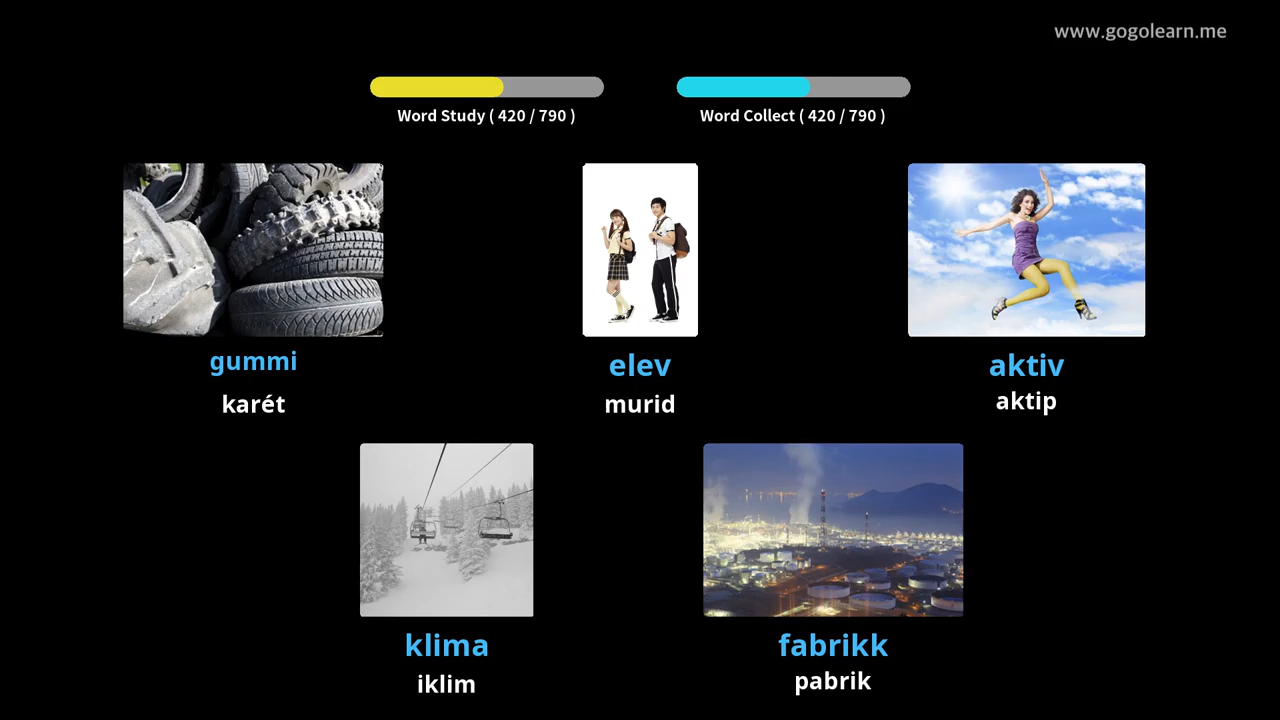 www.gogolearn.me
Word Study ( 420 / 790 )
Word Collect ( 420 / 790 )
gummi
karét
elev
murid
aktiv
aktip
klima
iklim
fabrikk
pabrik